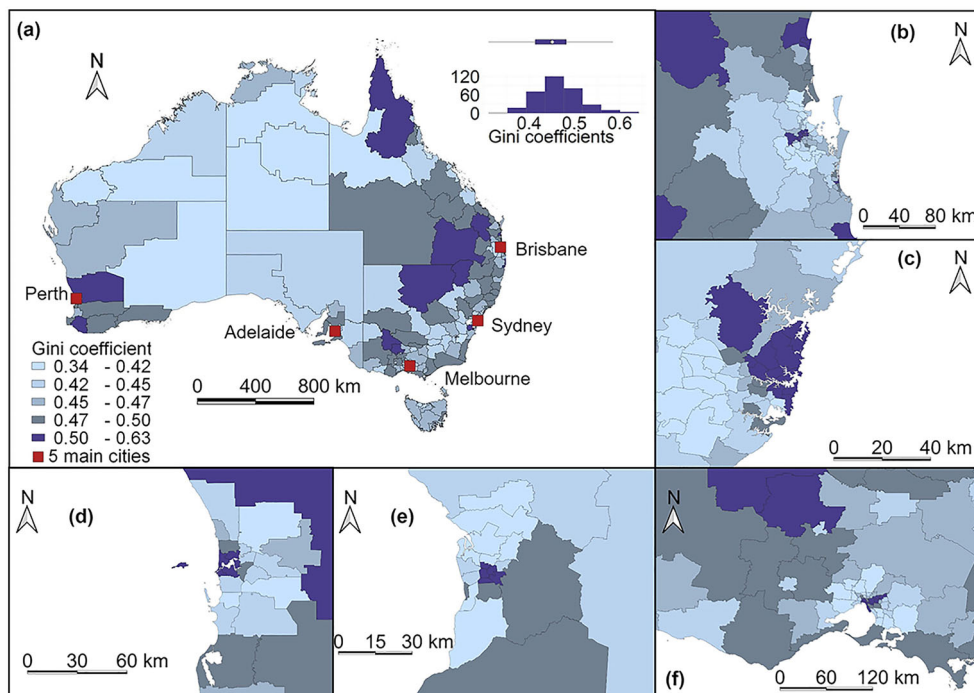 (a)
N
120
60
0
0.4 0.5 0.6
Gini coefficients
Brisbane
Perth
Sydney
Adelaide
Melbourne
Gini coefficient
0.34 - 0.42
0.42 - 0.45
0.45 - 0.47
0.47 - 0.50
0.50 - 0.63
5 main cities
0 400 800 km
N
(b)
0 40 80 km
(c)
0 20 40 km
N
(d)
0 30 60 km
N
(e)
0 15 30 km
N
0 60 120 km
(f)